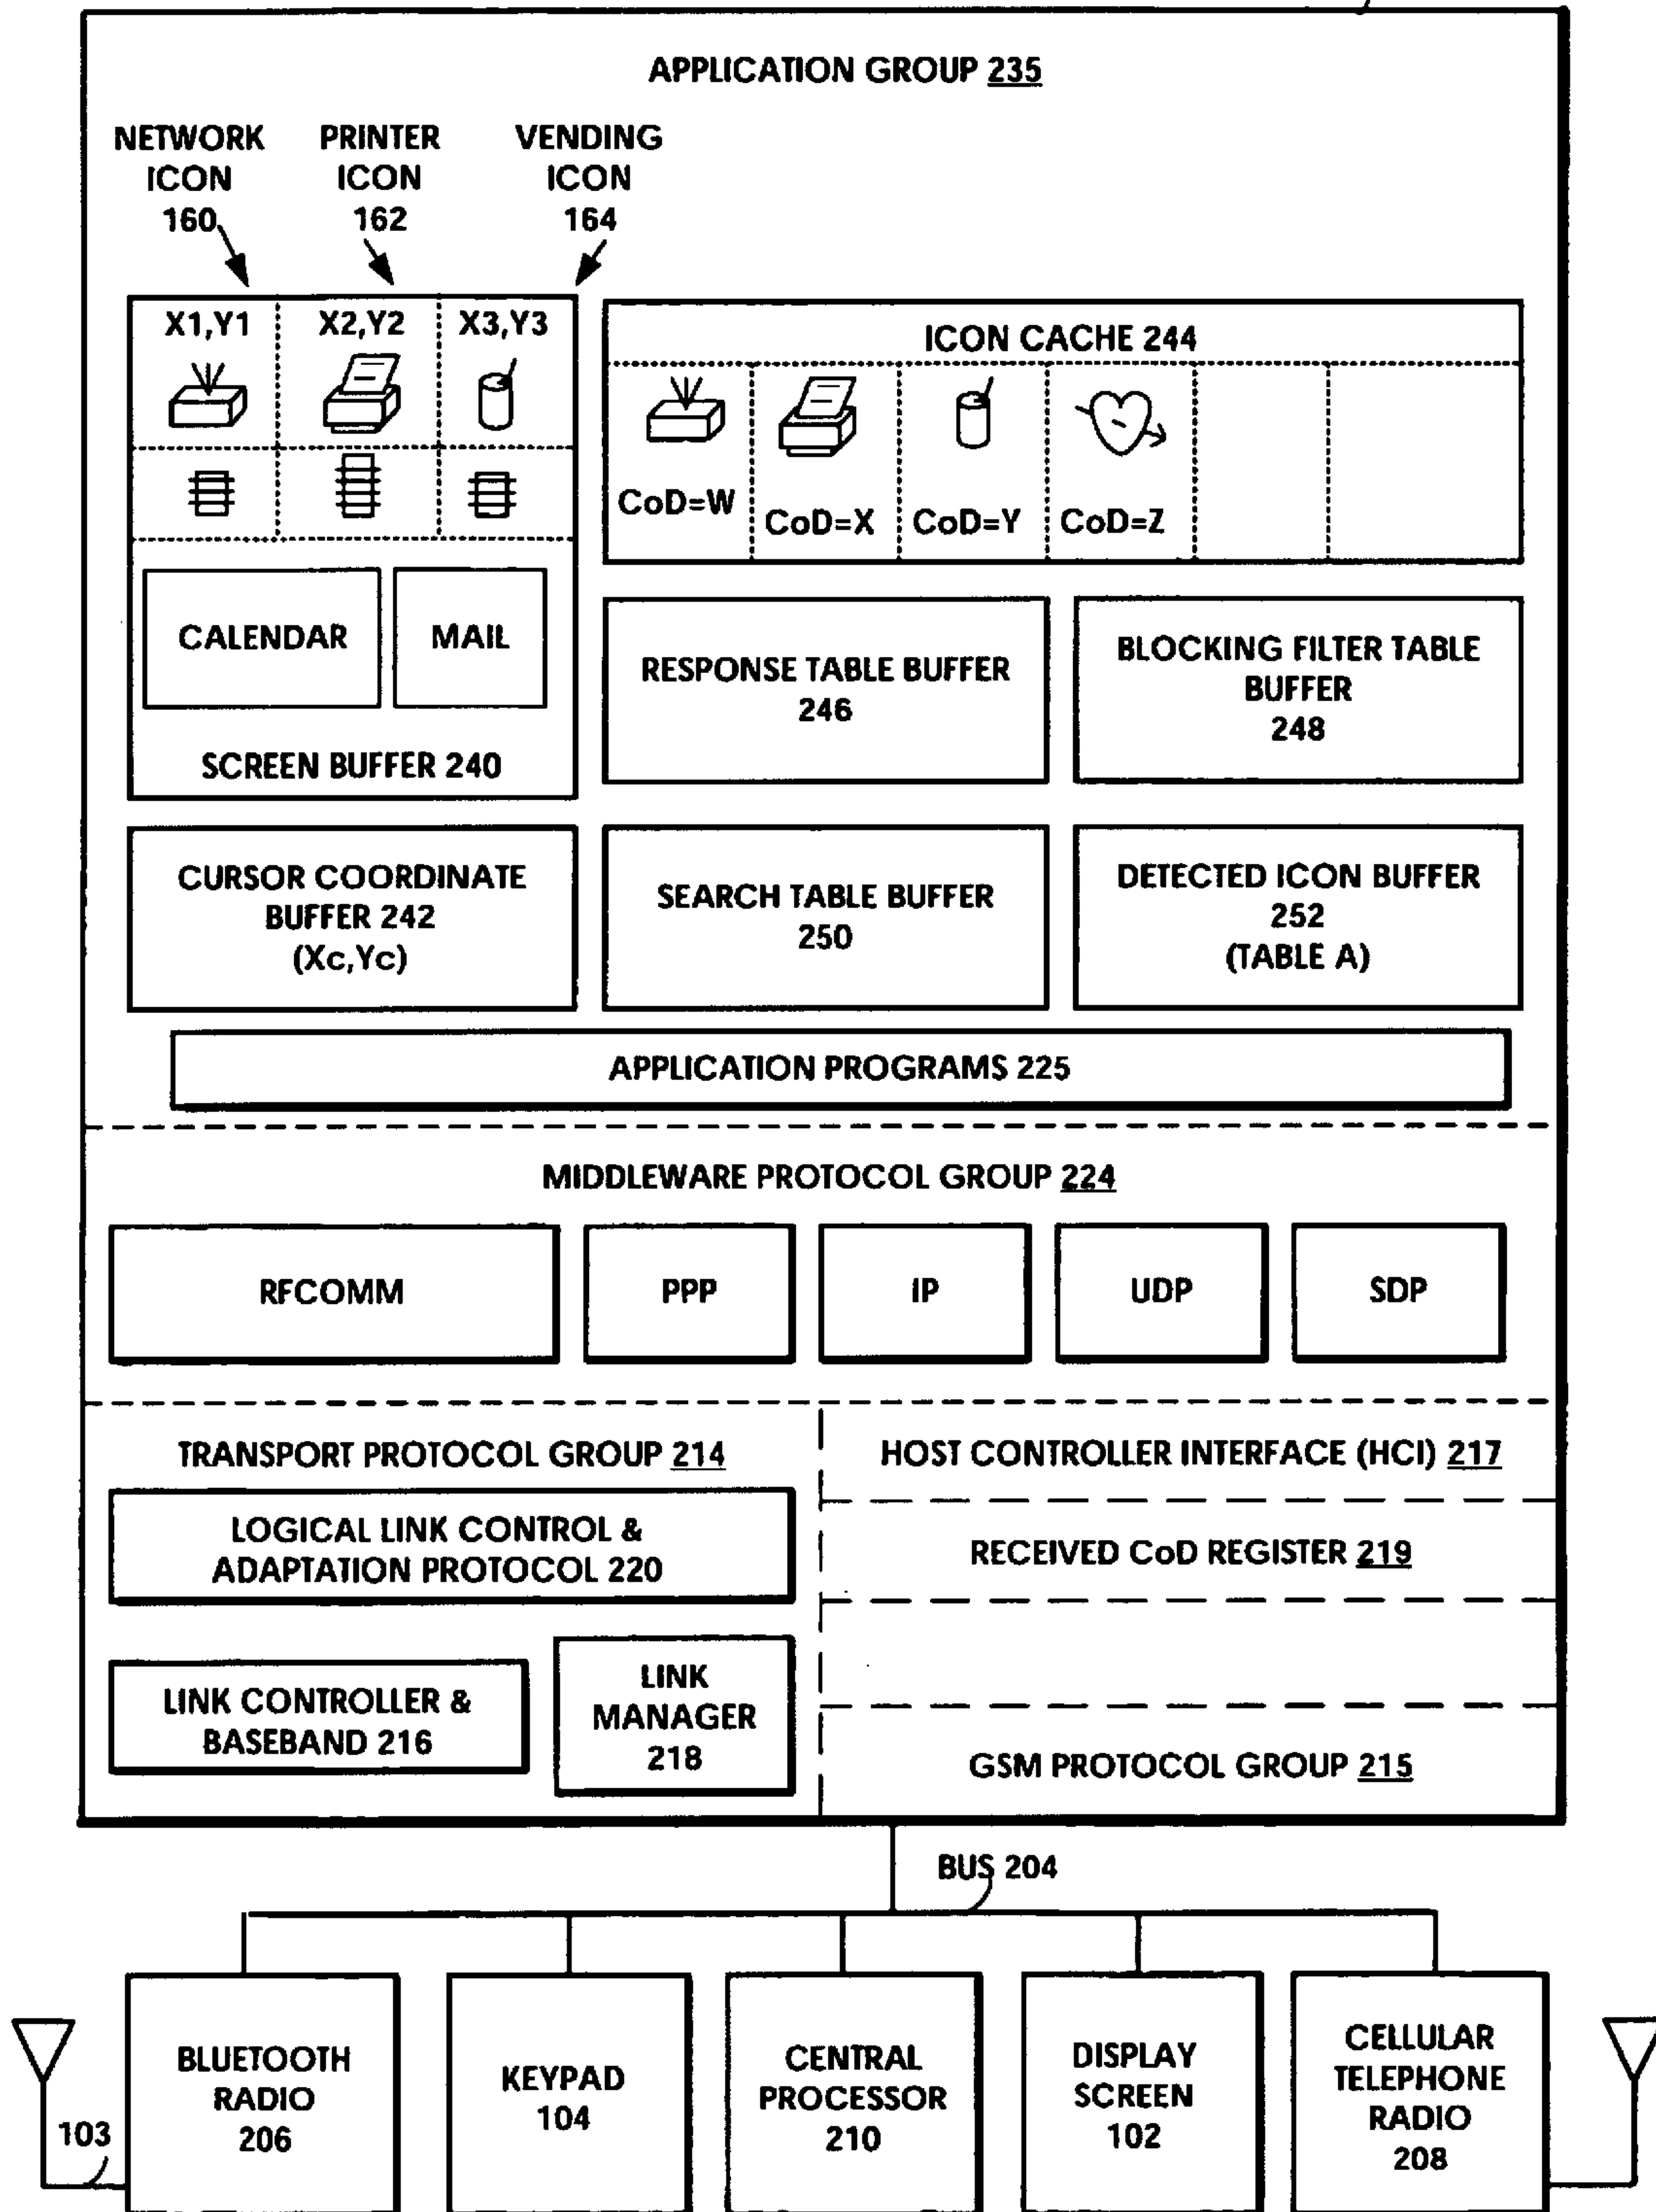 APPLICATION GROUP 235
NETWORK ICON 160
PRINTER ICON 162
VENDING ICON 164
X1,Y1
X2,Y2
X3,Y3
CALENDAR
MAIL
SCREEN BUFFER 240
ICON CACHE 244
CoD=W
CoD=X
CoD=Y
CoD=Z
RESPONSE TABLE BUFFER
246
BLOCKING FILTER TABLE
BUFFER
248
CURSOR COORDINATE
BUFFER 242
(Xc,Yc)
SEARCH TABLE BUFFER
250
DETECTED ICON BUFFER
252
(TABLE A)
APPLICATION PROGRAMS 225
MIDDLEWARE PROTOCOL GROUP 224
RFCOMM
PPP
IP
UDP
SDP
TRANSPORT PROTOCOL GROUP 214
LOGICAL LINK CONTROL &
ADAPTATION PROTOCOL 220
LINK CONTROLLER &
BASEBAND 216
LINK
MANAGER
218
HOST CONTROLLER INTERFACE (HCI) 217
RECEIVED CoD REGISTER 219
GSM PROTOCOL GROUP 215
BUS 204
103
BLUETOOTH
RADIO
206
KEYPAD
104
CENTRAL
PROCESSOR
210
DISPLAY
SCREEN
102
CELLULAR
TELEPHONE
RADIO
208